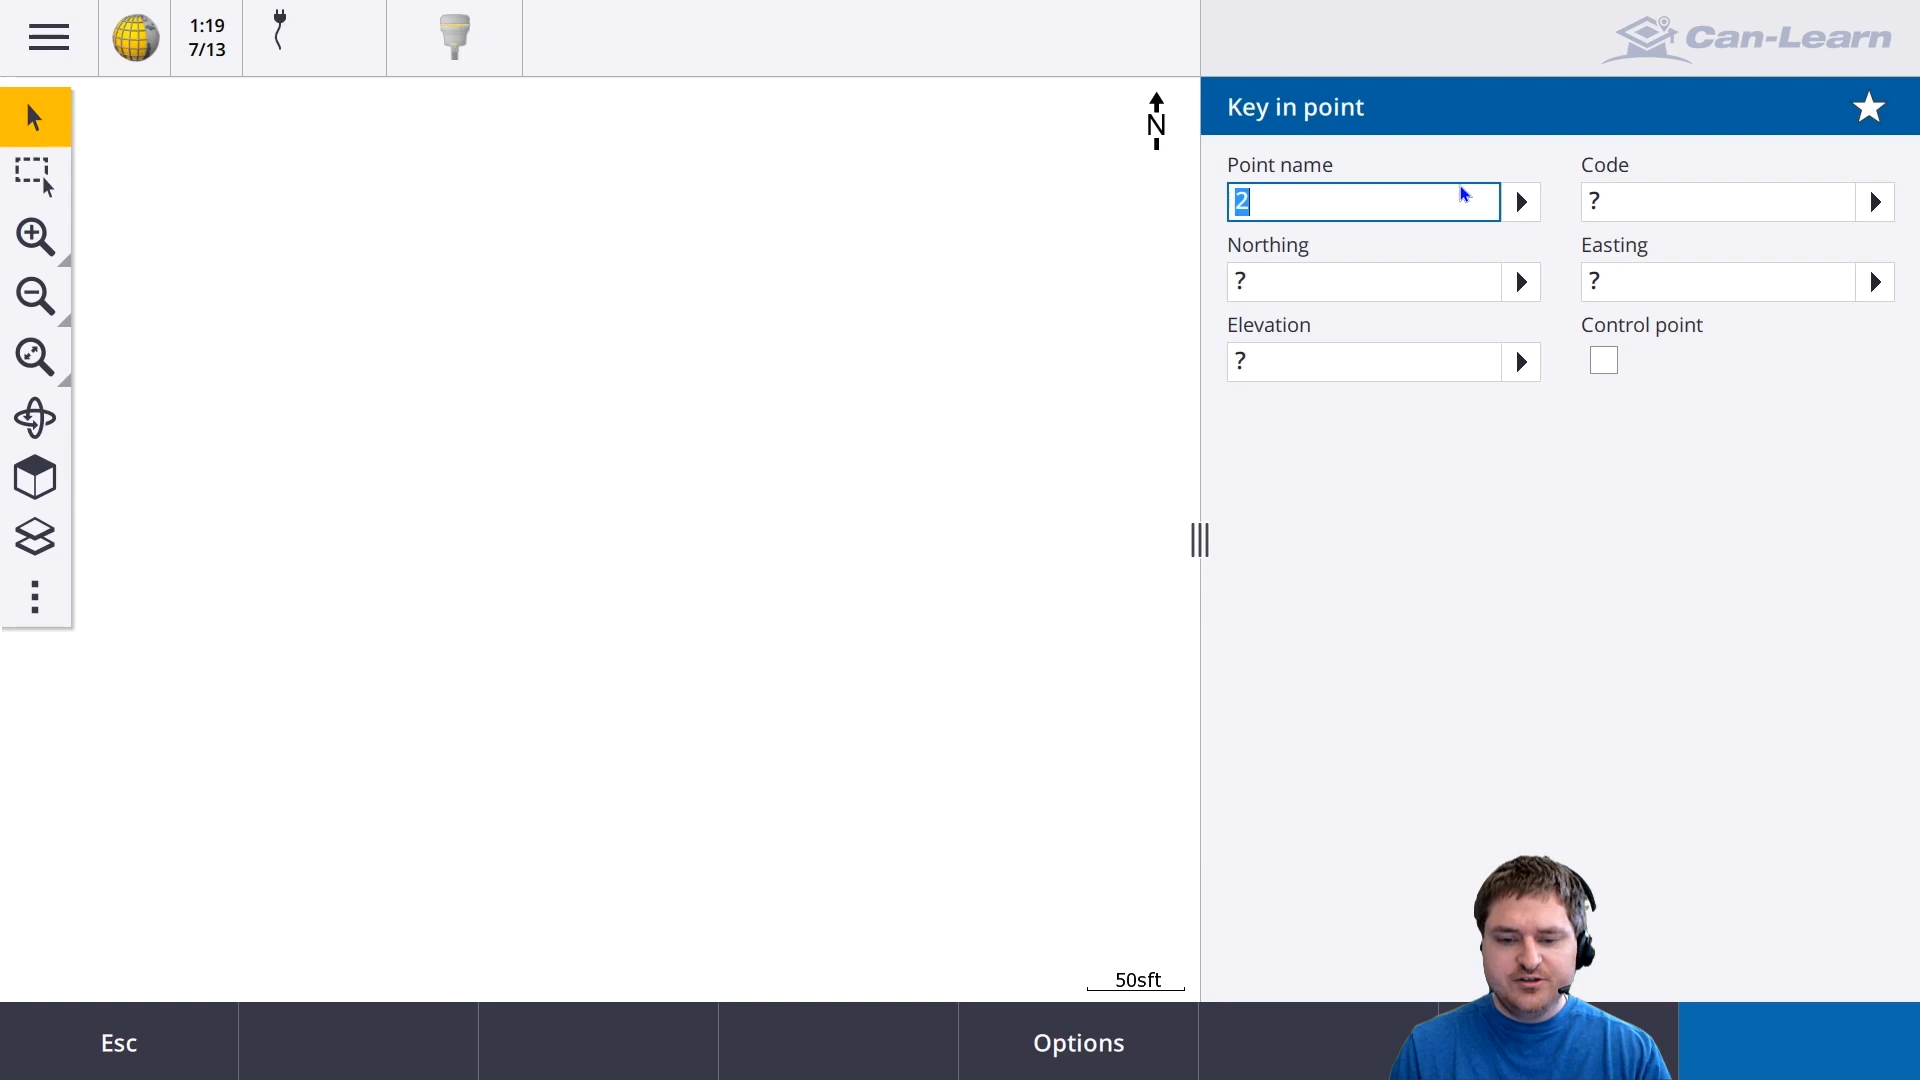 1:19
7/13
Can-Learn
N
Key in point
Point name
Code
2
?
Northing
Easting
?
?
Elevation
Control point
?
50sft
Esc
Options